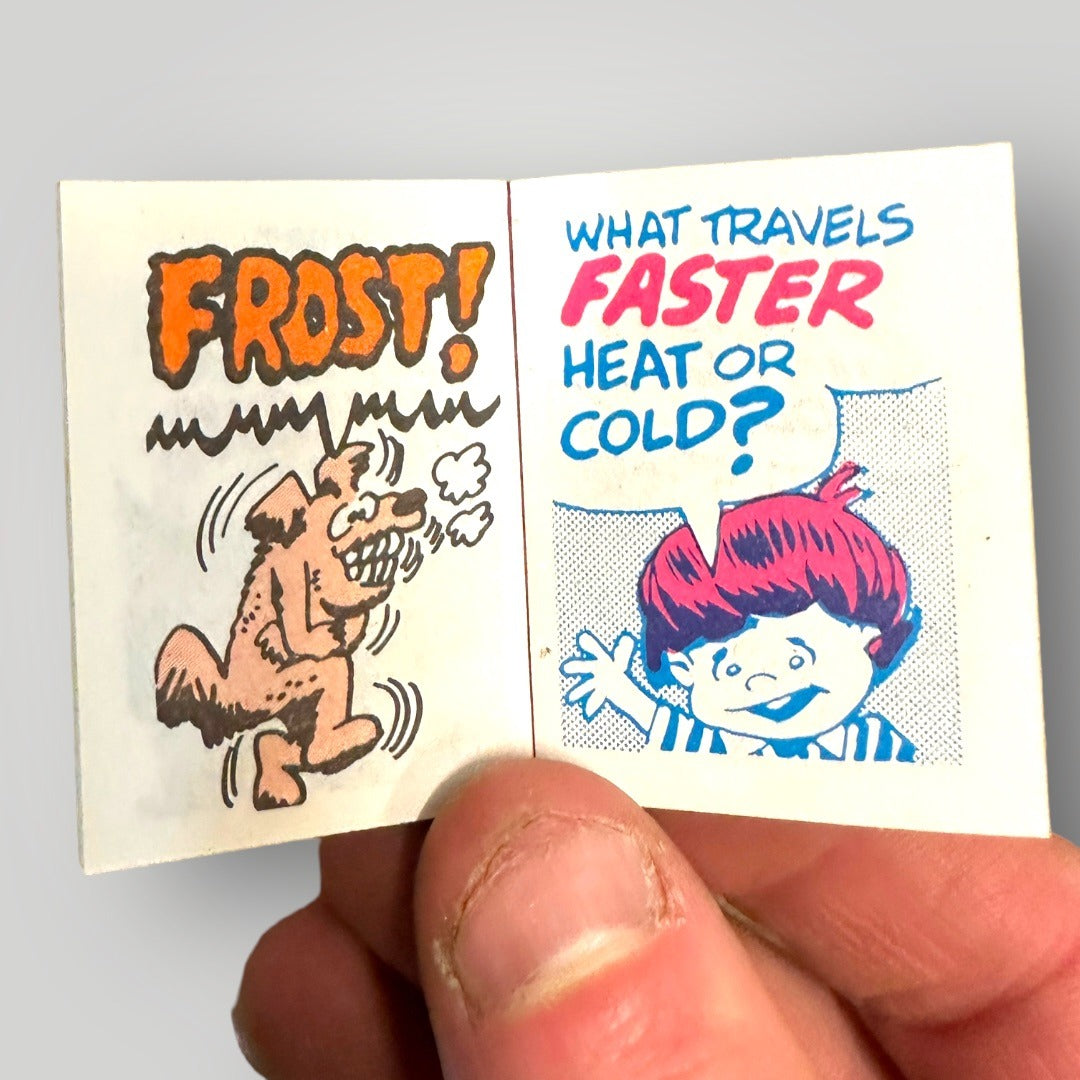 FROST!
WHAT TRAVELS
FASTER
HEAT OR
COLD?